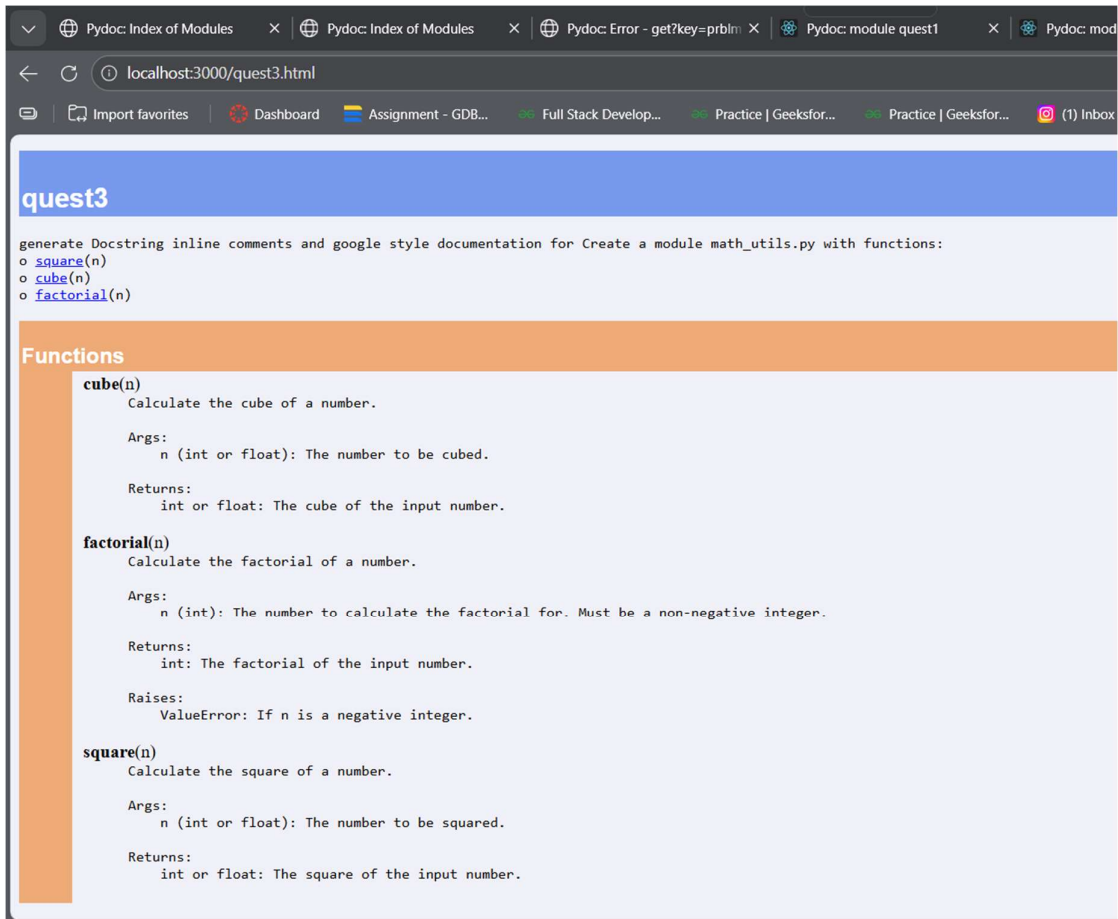 Pydoc: Index of Modules
Pydoc: Index of Modules
Pydoc: Error - get?key=prblm
Pydoc: module quest1
Pydoc: mod
localhost:3000/quest3.html
Import favorites
Dashboard
Assignment - GDB...
Full Stack Develop...
Practice | Geeksfor...
Practice | Geeksfor...
(1) Inbox
quest3
generate Docstring inline comments and google style documentation for Create a module math_utils.py with functions:
o square(n)
o cube(n)
o factorial(n)
Functions
cube(n)
Calculate the cube of a number.
Args:
n (int or float): The number to be cubed.
Returns:
int or float: The cube of the input number.
factorial(n)
Calculate the factorial of a number.
Args:
n (int): The number to calculate the factorial for. Must be a non-negative integer.
Returns:
int: The factorial of the input number.
Raises:
ValueError: If n is a negative integer.
square(n)
Calculate the square of a number.
Args:
n (int or float): The number to be squared.
Returns:
int or float: The square of the input number.